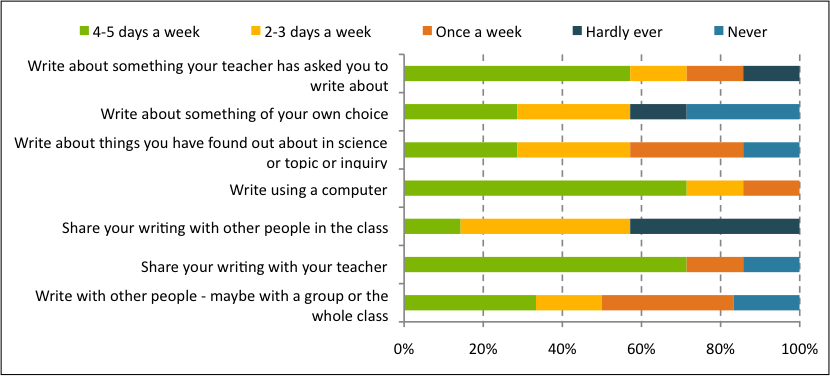 4-5 days a week 2-3 days a week Once a week Hardly ever Never
Write about something your teacher has asked you to
write about
Write about something of your own choice
Write about things you have found out about in science
or topic or inquiry
Write using a computer
Share your writing with other people in the class
Share your writing with your teacher
Write with other people - maybe with a group or the
whole class
0% 20% 40% 60% 80% 100%